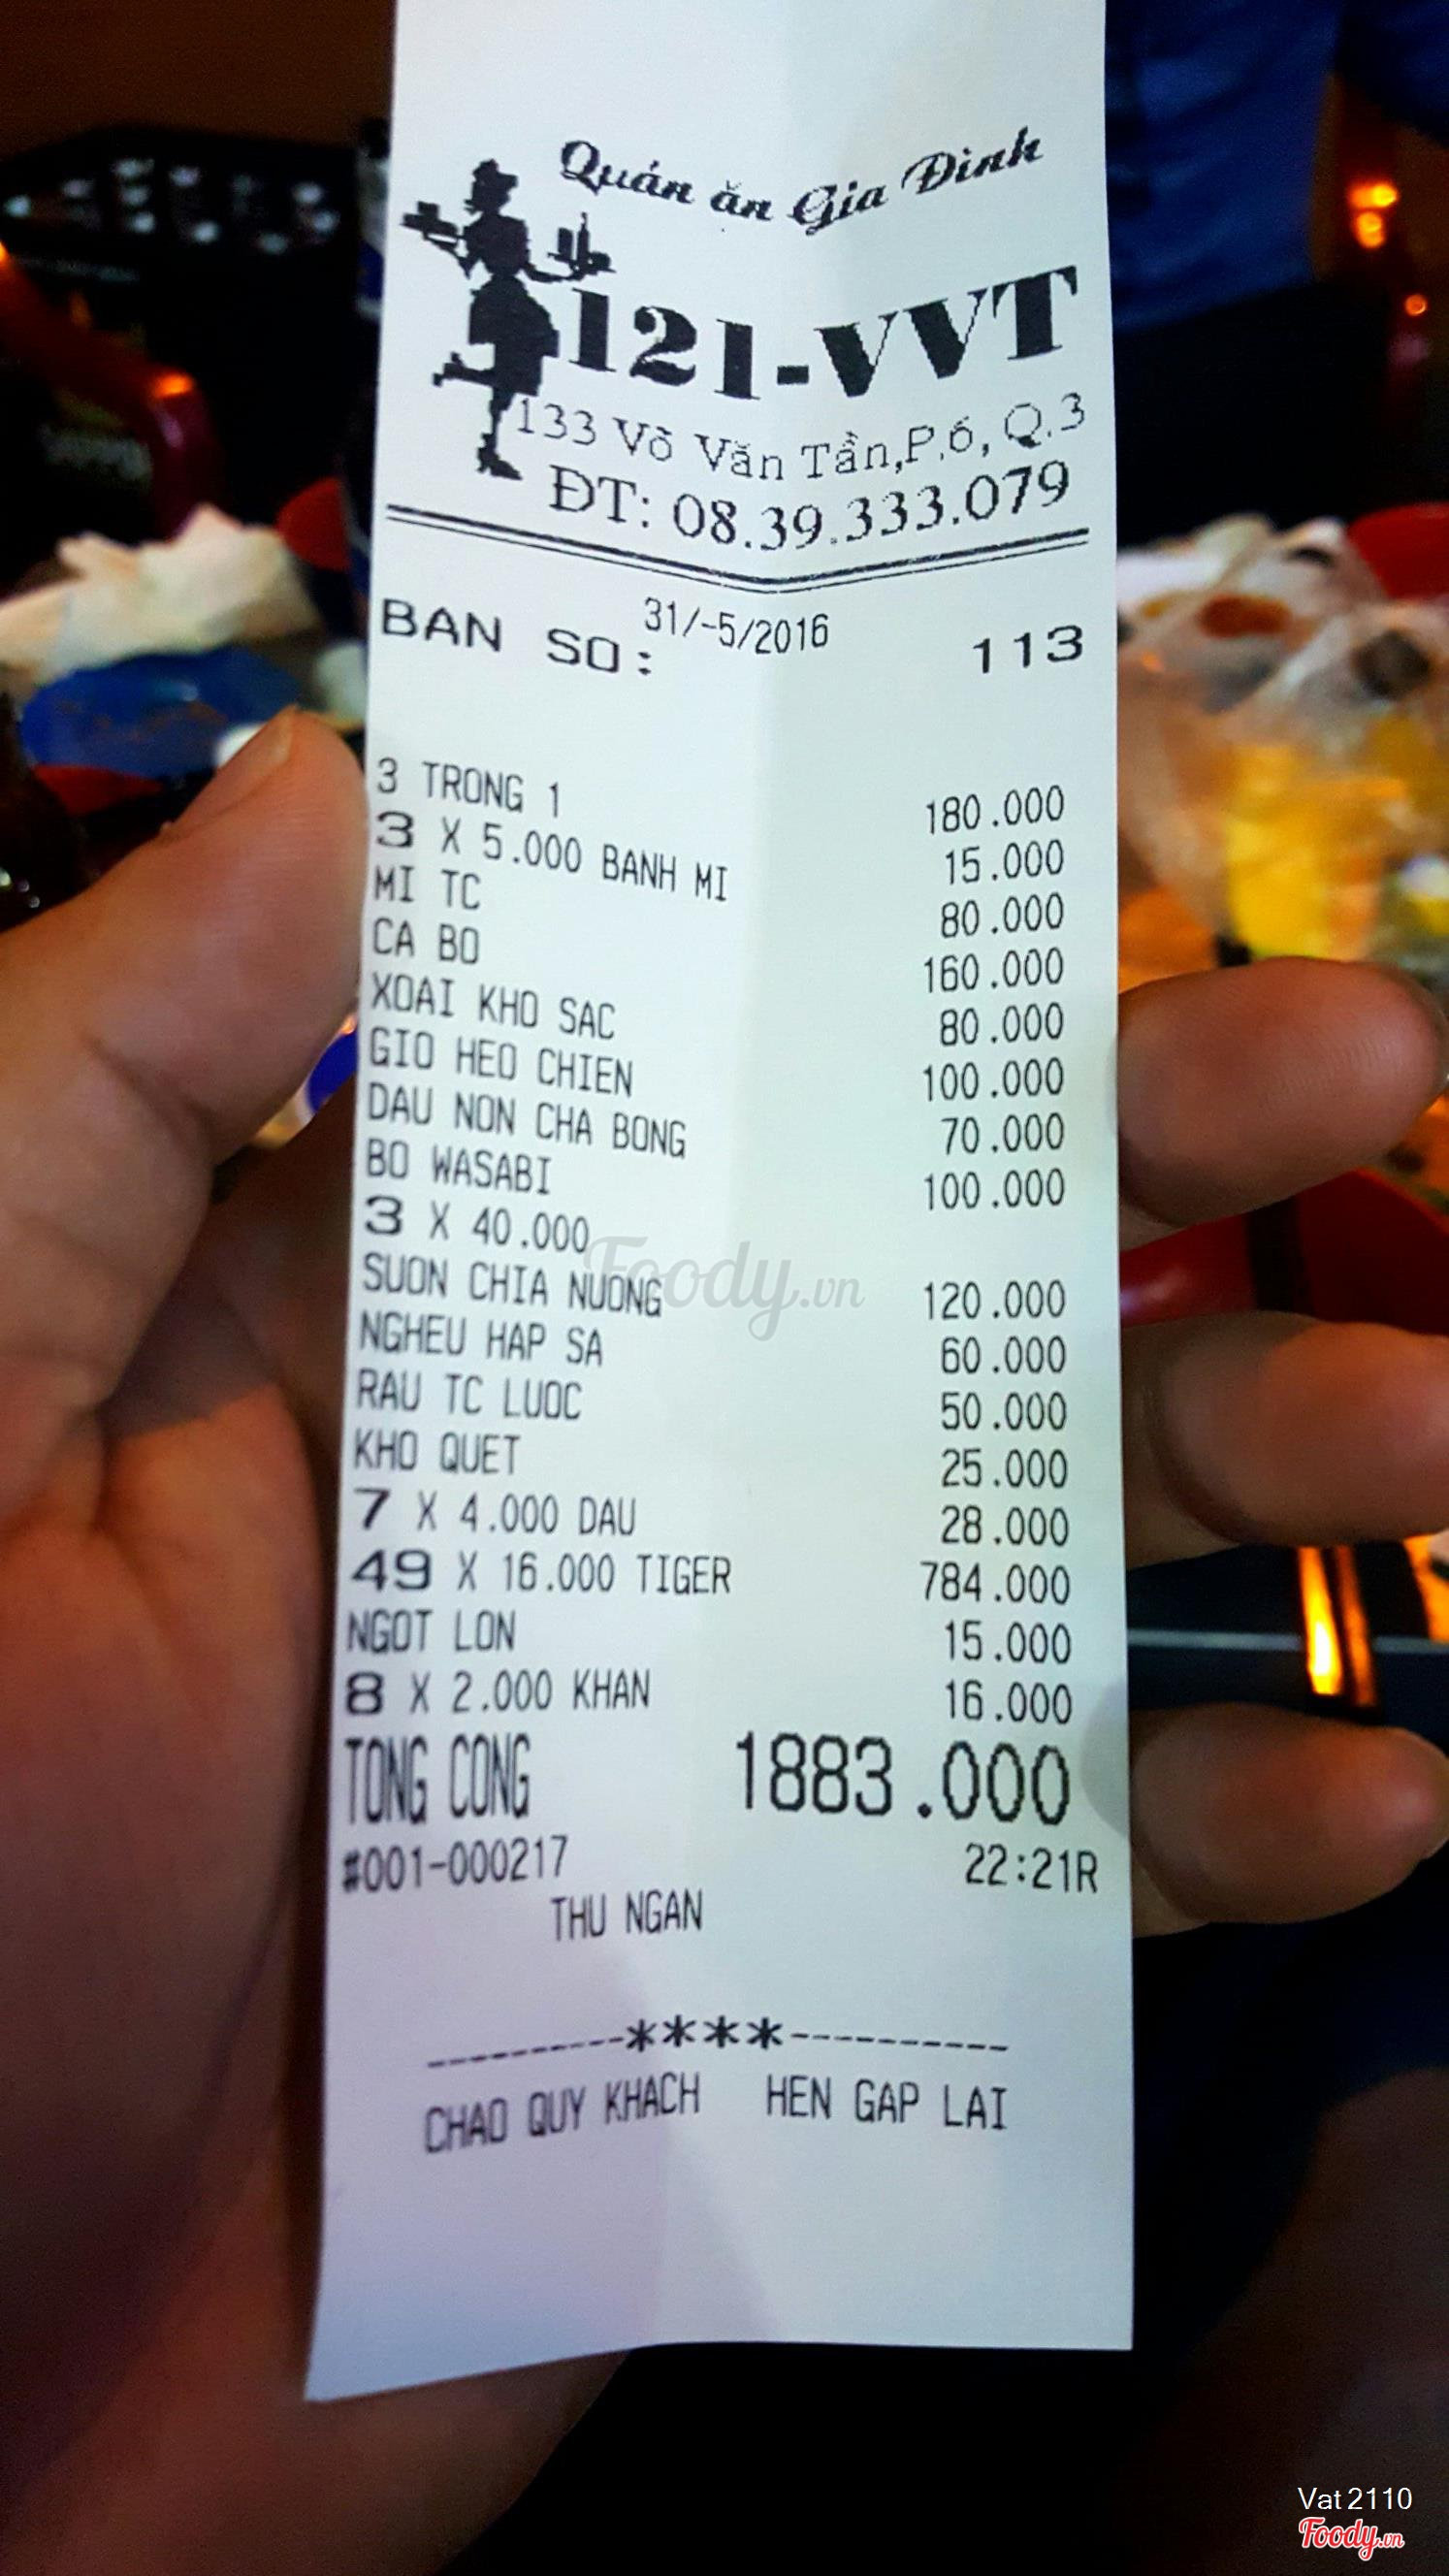 Quán ăn Gia Đình
121-VVT
133 Võ Văn Tần,P.6, Q.3
ĐT: 08.39.333.079
31/-5/2016
BAN SO: 113
3 TRONG 1 180.000
3 X 5.000 BANH MI 15.000
MI TC 80.000
CA BO 160.000
XOAI KHO SAC 80.000
GIO HEO CHIEN 100.000
DAU NON CHA BONG 70.000
BO WASABI 100.000
3 X 40.000
SUON CHIA NUONG 120.000
NGHEU HAP SA 60.000
RAU TC LUOC 50.000
KHO QUET 25.000
7 X 4.000 DAU 28.000
49 X 16.000 TIGER 784.000
NGOT LON 15.000
8 X 2.000 KHAN 16.000
TONG CONG 1883.000
#001-000217 22:21R
THU NGAN
----------****----------
CHAO QUY KHACH HEN GAP LAI
Foody.vn
Vat2110
Foody.vn